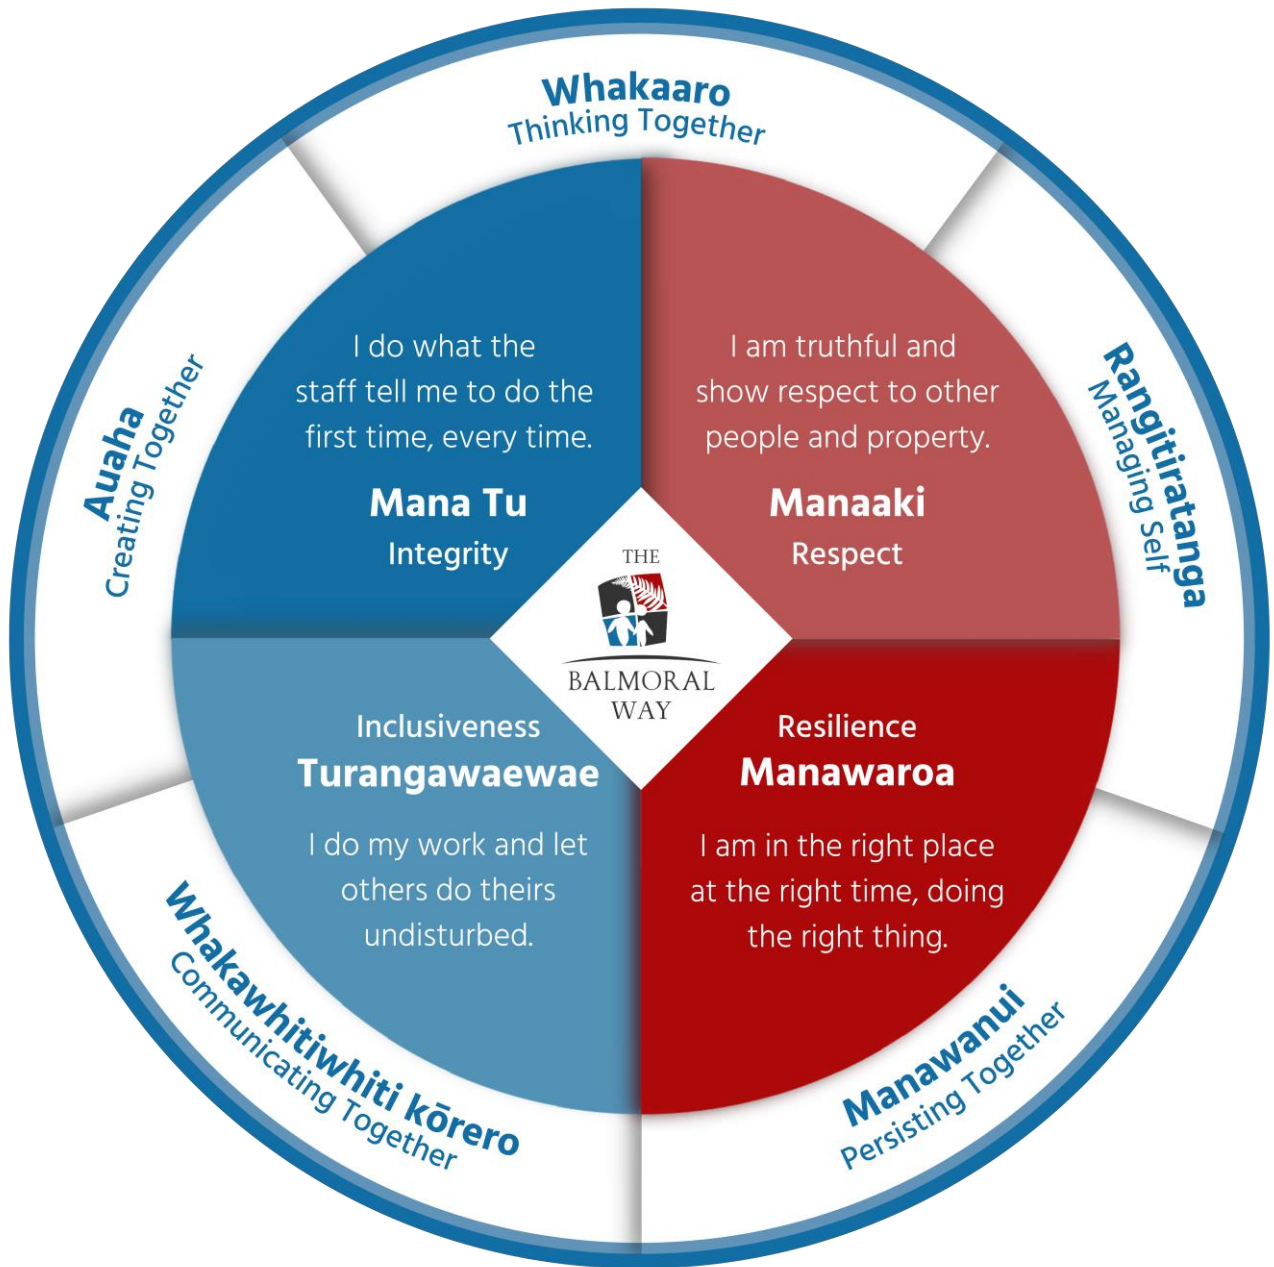 Whakaaro
Thinking Together
Rangitiratanga
Managing Self
Manawanui
Persisting Together
Whakawhitiwhiti kōrero
Communicating Together
Auaha
Creating Together
I do what the
staff tell me to do the
first time, every time.
Mana Tu
Integrity
I am truthful and
show respect to other
people and property.
Manaaki
Respect
THE
BALMORAL
WAY
Inclusiveness
Turangawaewae
I do my work and let
others do theirs
undisturbed.
Resilience
Manawaroa
I am in the right place
at the right time, doing
the right thing.